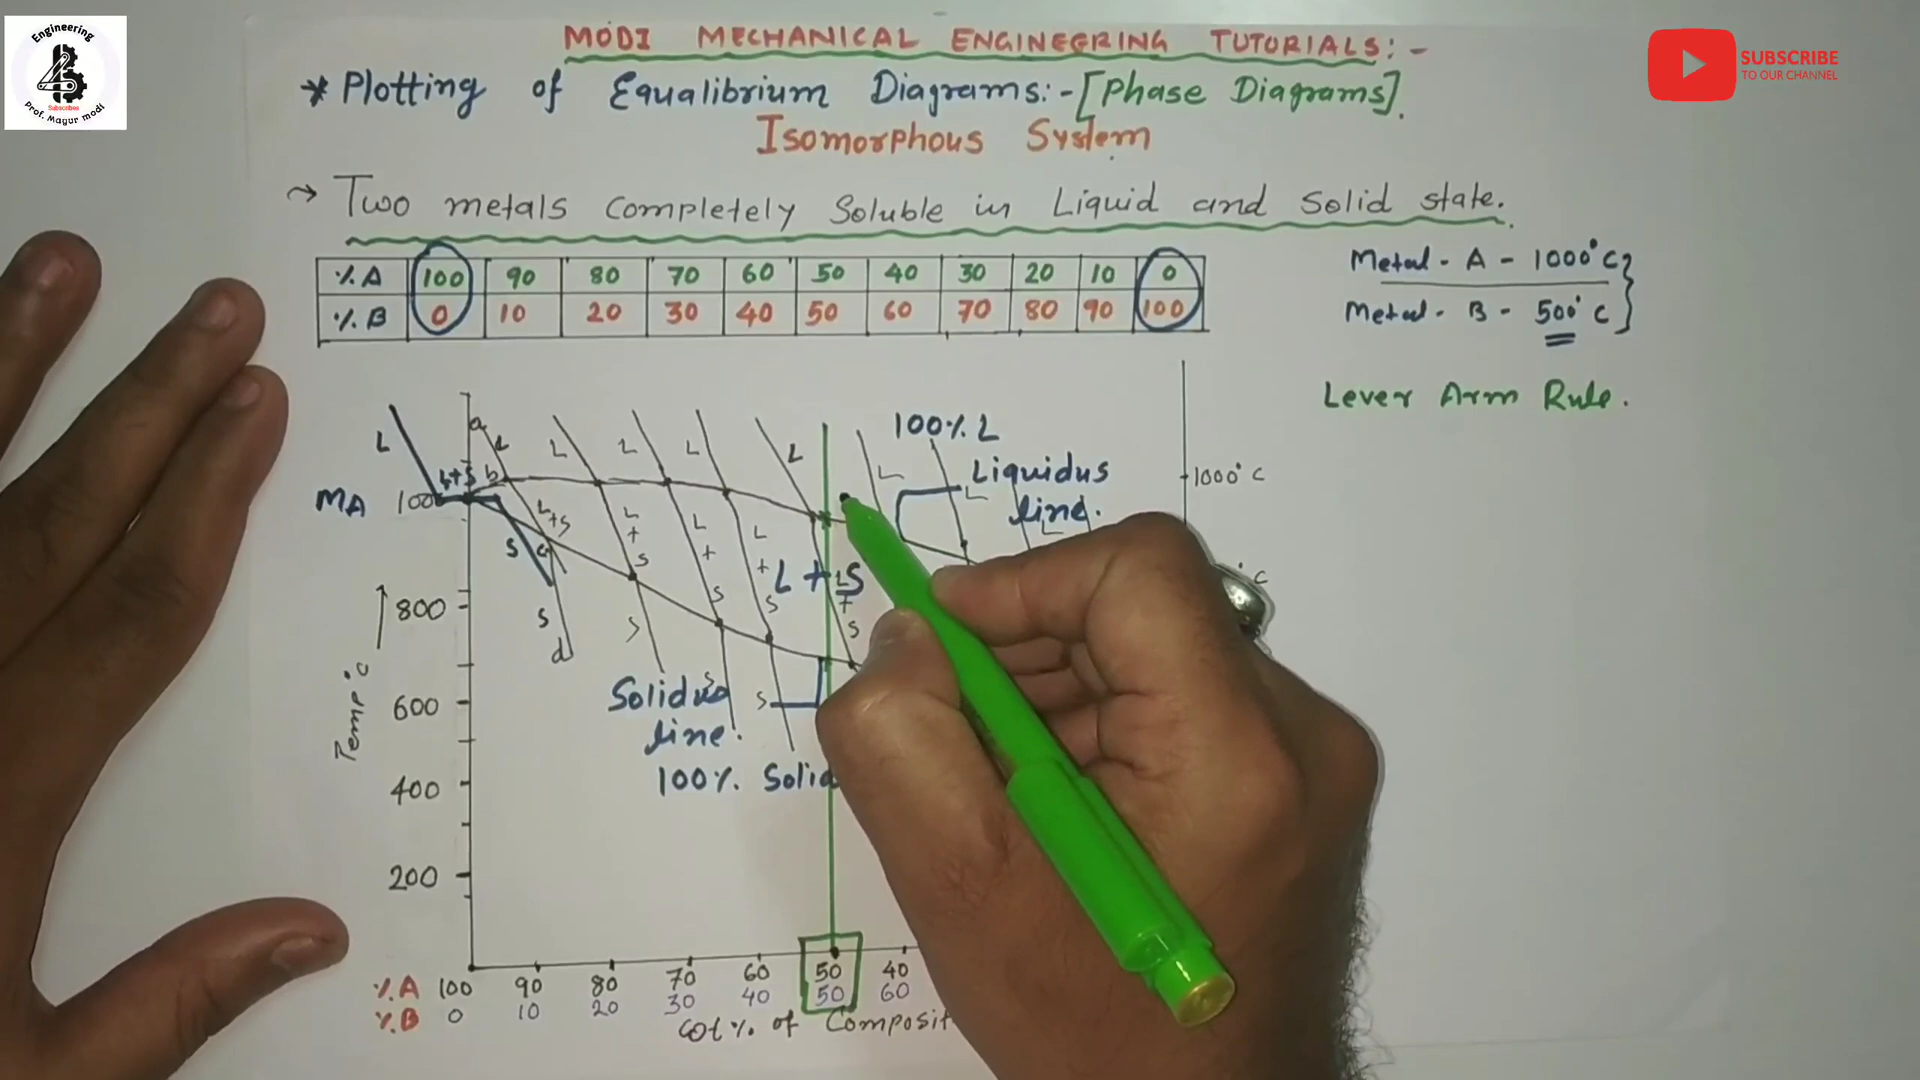 Engineering
Subscribes
Prof. Mayur modi
SUBSCRIBE
TO OUR CHANNEL
MODI MECHANICAL ENGINEERING TUTORIALS:-
* Plotting of Equalibrium Diagrams:-[Phase Diagrams].
Isomorphous System
→ Two metals completely Soluble in Liquid and Solid state.
%A 100 90 80 70 60 50 40 30 20 10 0
%B 0 10 20 30 40 50 60 70 80 90 100
Metal - A - 1000°C
Metal - B - 500°C
Lever Arm Rule.
100% L
Liquidus
line.
L L L L L L L L L
a L
L+S b
MA 100
1000°C
°C
L+S L+S L+S L+S L+S
L + S
S c
S S S S S
d
800
600
400
200
Temp °C
Solidus
line.
100% Solid
%A 100 90 80 70 60 50 40
%B 0 10 20 30 40 50 60
wt% of Composit